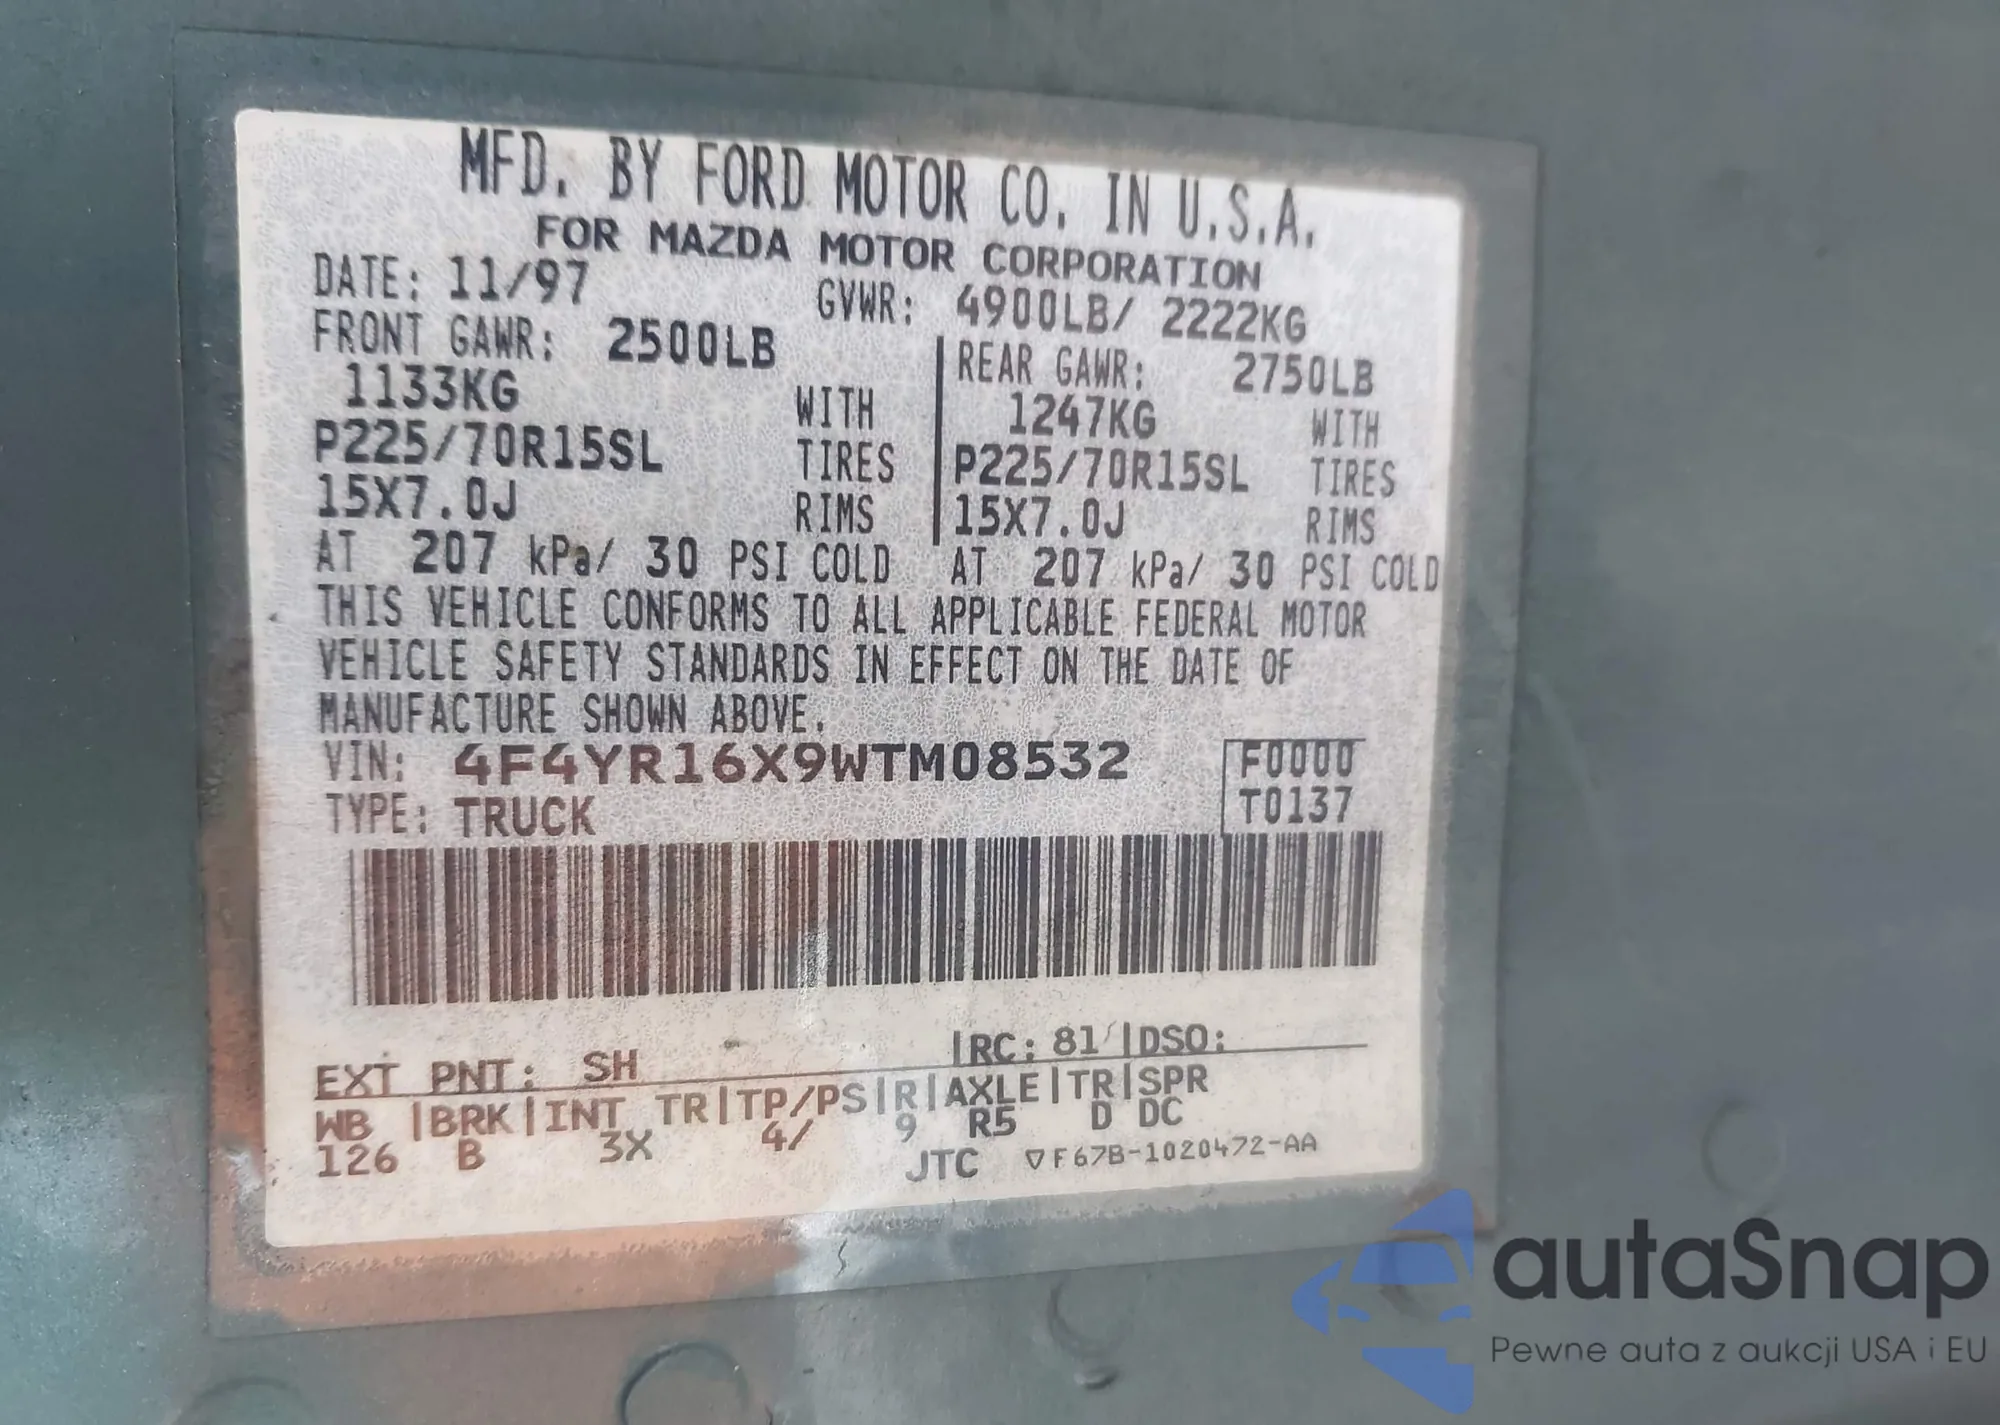 MFD. BY FORD MOTOR CO. IN U.S.A.
FOR MAZDA MOTOR CORPORATION
DATE: 11/97 GVWR: 4900LB/ 2222KG
FRONT GAWR: 2500LB REAR GAWR: 2750LB
1133KG WITH 1247KG WITH
P225/70R15SL TIRES P225/70R15SL TIRES
15X7.0J RIMS 15X7.0J RIMS
AT 207 kPa/ 30 PSI COLD AT 207 kPa/ 30 PSI COLD
THIS VEHICLE CONFORMS TO ALL APPLICABLE FEDERAL MOTOR
VEHICLE SAFETY STANDARDS IN EFFECT ON THE DATE OF
MANUFACTURE SHOWN ABOVE.
VIN: 4F4YR16X9WTM08532 F0000
TYPE: TRUCK T0137
EXT PNT: SH |RC: 81 |DSO:
WB |BRK|INT TR|TP/PS|R|AXLE|TR|SPR
126 B 3X 4/ 9 R5 D DC
JTC ▽F67B-1020472-AA
autaSnap
Pewne auta z aukcji USA i EU